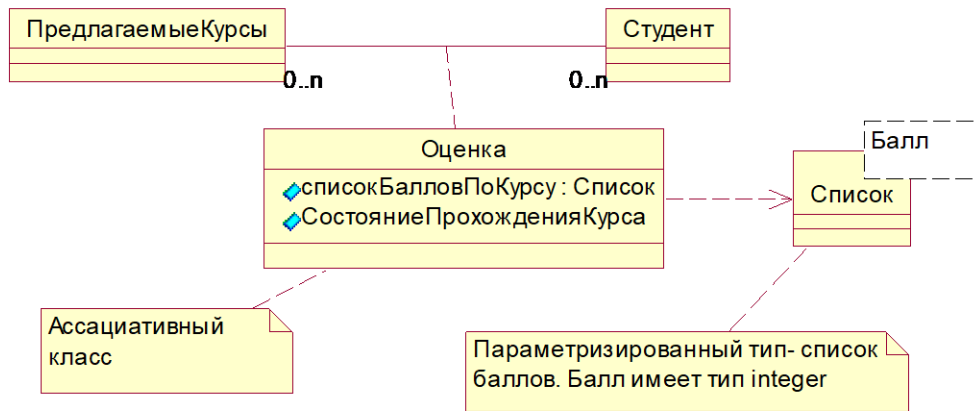 ПредлагаемыеКурсы
Студент
0..n
0..n
Оценка
списокБалловПоКурсу : Список
СостояниеПрохожденияКурса
Балл
Список
Ассациативный
класс
Параметризированный тип- список
баллов. Балл имеет тип integer